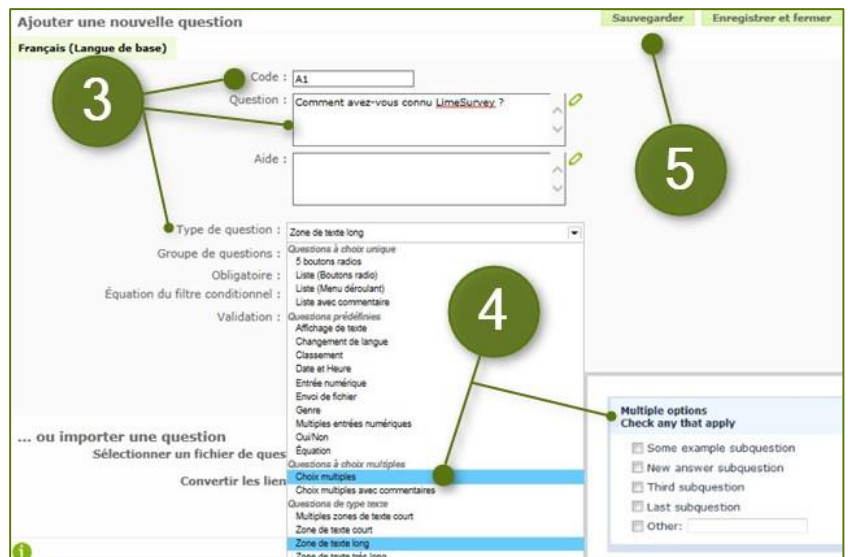 Ajouter une nouvelle question
Sauvegarder Enregistrer et fermer
Français (Langue de base)
3
Code : A1
Question : Comment avez-vous connu LimeSurvey ?
5
Aide :
Type de question : Zone de texte long
Groupe de questions :
Obligatoire :
Équation du filtre conditionnel :
Validation :
Questions à choix unique
5 boutons radios
Liste (Boutons radio)
Liste (Menu déroulant)
Liste avec commentaire
Questions prédéfinies
Affichage de texte
Changement de langue
Classement
Date et Heure
Entrée numérique
Envoi de fichier
Genre
Multiples entrées numériques
Oui/Non
Équation
Questions à choix multiples
Choix multiples
Choix multiples avec commentaires
Questions de type texte
Multiples zones de texte court
Zone de texte court
Zone de texte long
Zone de texte très long
4
... ou importer une question
Sélectionner un fichier de ques
Convertir les lien
Multiple options
Check any that apply
Some example subquestion
New answer subquestion
Third subquestion
Last subquestion
Other: